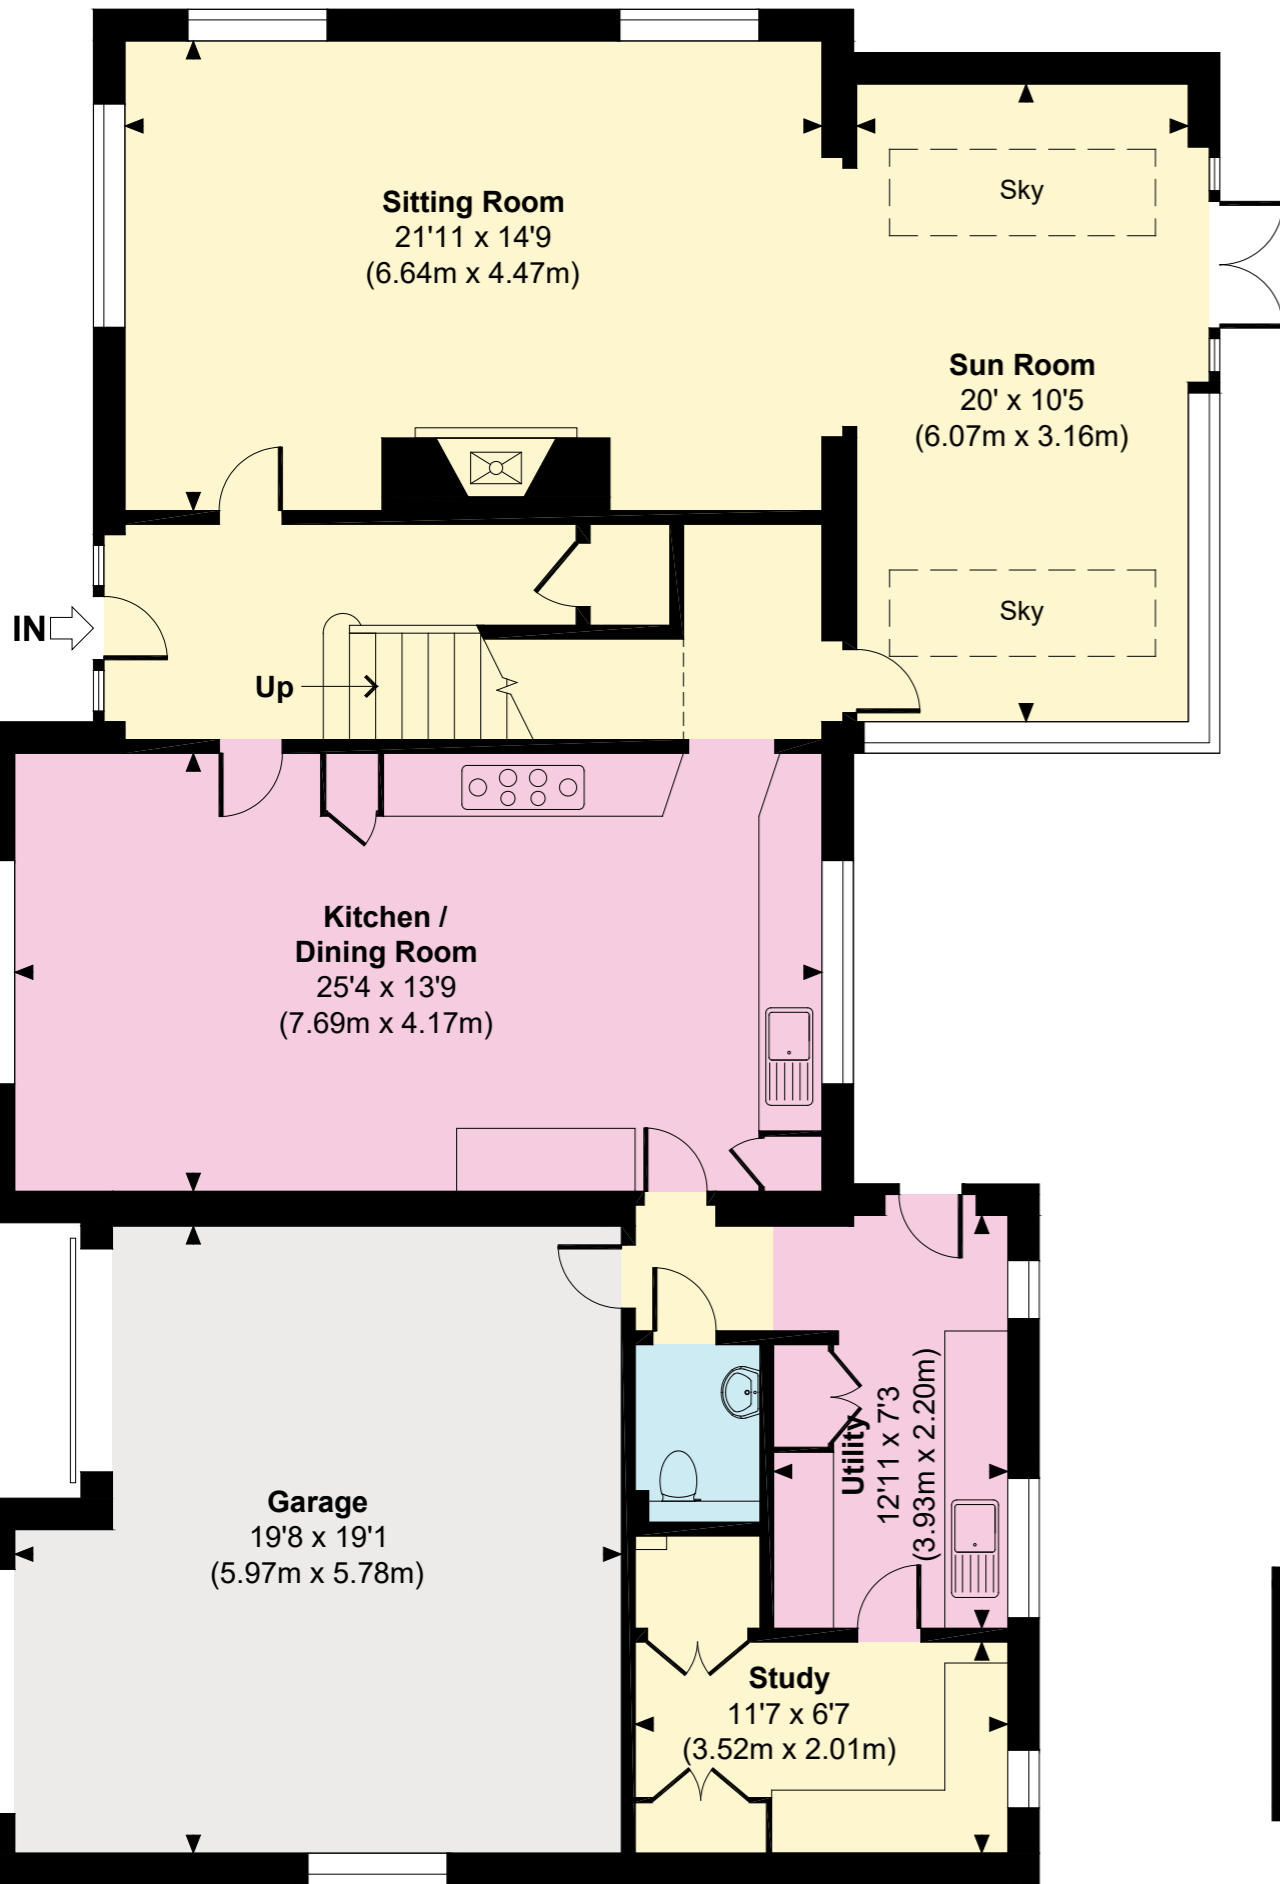 Sitting Room
21'11 x 14'9
(6.64m x 4.47m)
Sky
Sun Room
20' x 10'5
(6.07m x 3.16m)
Sky
IN
Up
Kitchen /
Dining Room
25'4 x 13'9
(7.69m x 4.17m)
Utility
12'11 x 7'3
(3.93m x 2.20m)
Garage
19'8 x 19'1
(5.97m x 5.78m)
Study
11'7 x 6'7
(3.52m x 2.01m)